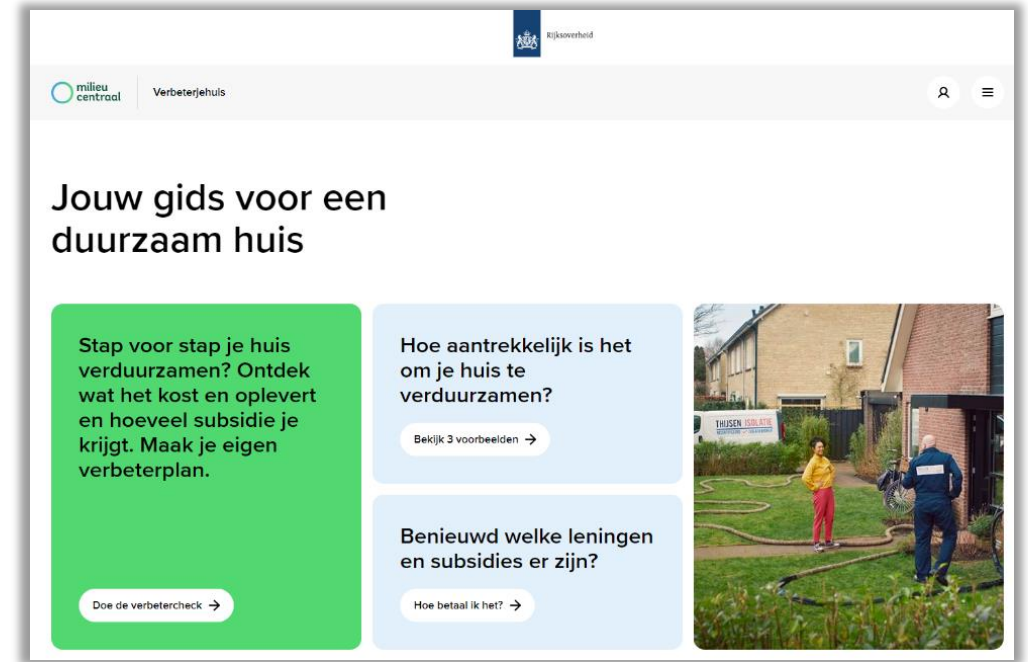 Rijksoverheid
milieu
centraal
Verbeterjehuis
Jouw gids voor een
duurzaam huis
Stap voor stap je huis
verduurzamen? Ontdek
wat het kost en oplevert
en hoeveel subsidie je
krijgt. Maak je eigen
verbeterplan.
Doe de verbetercheck →
Hoe aantrekkelijk is het
om je huis te
verduurzamen?
Bekijk 3 voorbeelden →
Benieuwd welke leningen
en subsidies er zijn?
Hoe betaal ik het? →
THIJSEN ISOLATIE